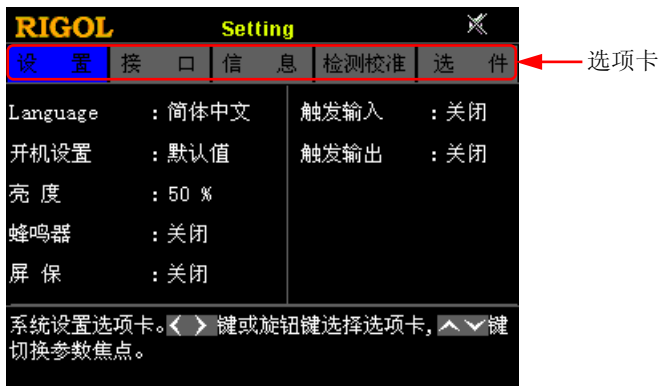 RIGOL Setting
设 置 接 口 信 息 检测校准 选 件
选项卡
Language : 简体中文 触发输入 : 关闭
开机设置 : 默认值 触发输出 : 关闭
亮 度 : 50 %
蜂鸣器 : 关闭
屏 保 : 关闭
系统设置选项卡。< > 键或旋钮键选择选项卡, ∧∨键
切换参数焦点。